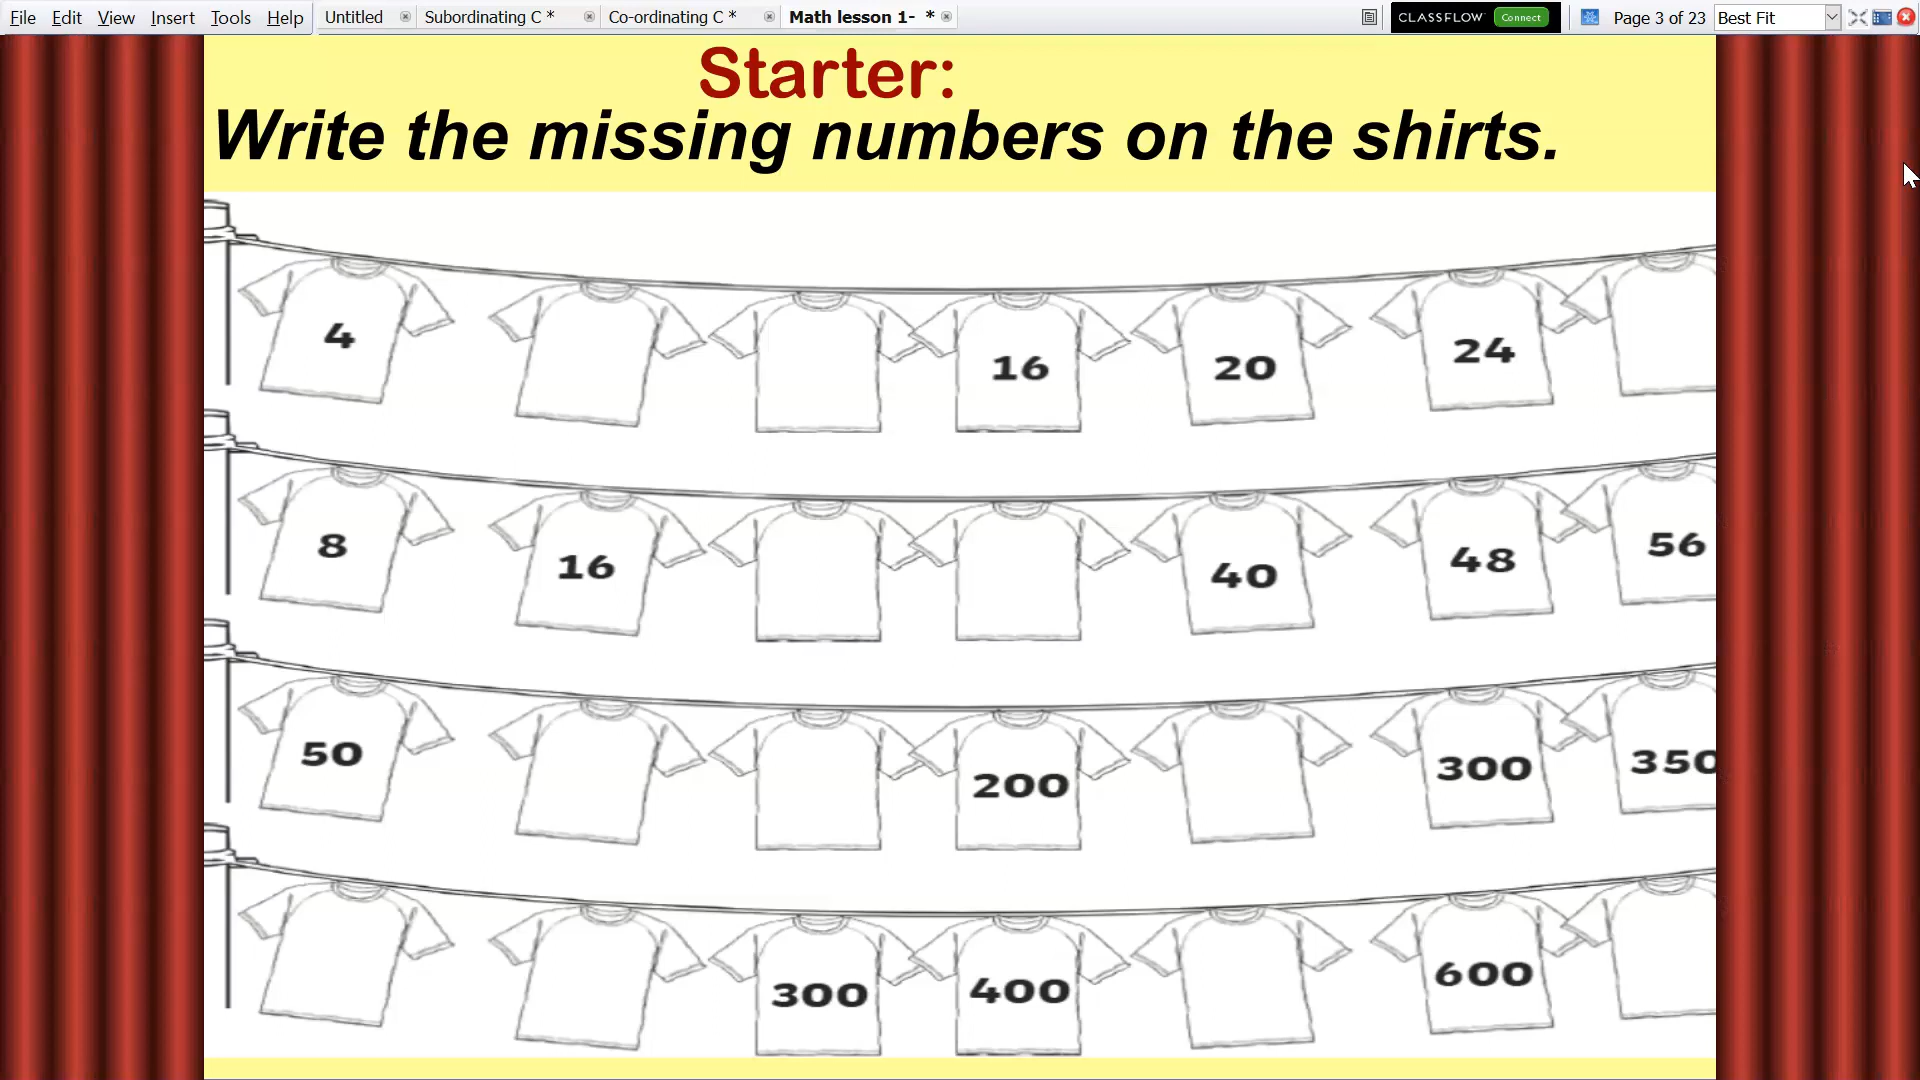 File Edit View Insert Tools Help Untitled Subordinating C * Co-ordinating C * Math lesson 1- * CLASSFLOW Connect Page 3 of 23 Best Fit
Starter:
Write the missing numbers on the shirts.
4 16 20 24
8 16 40 48 56
50 200 300 350
300 400 600